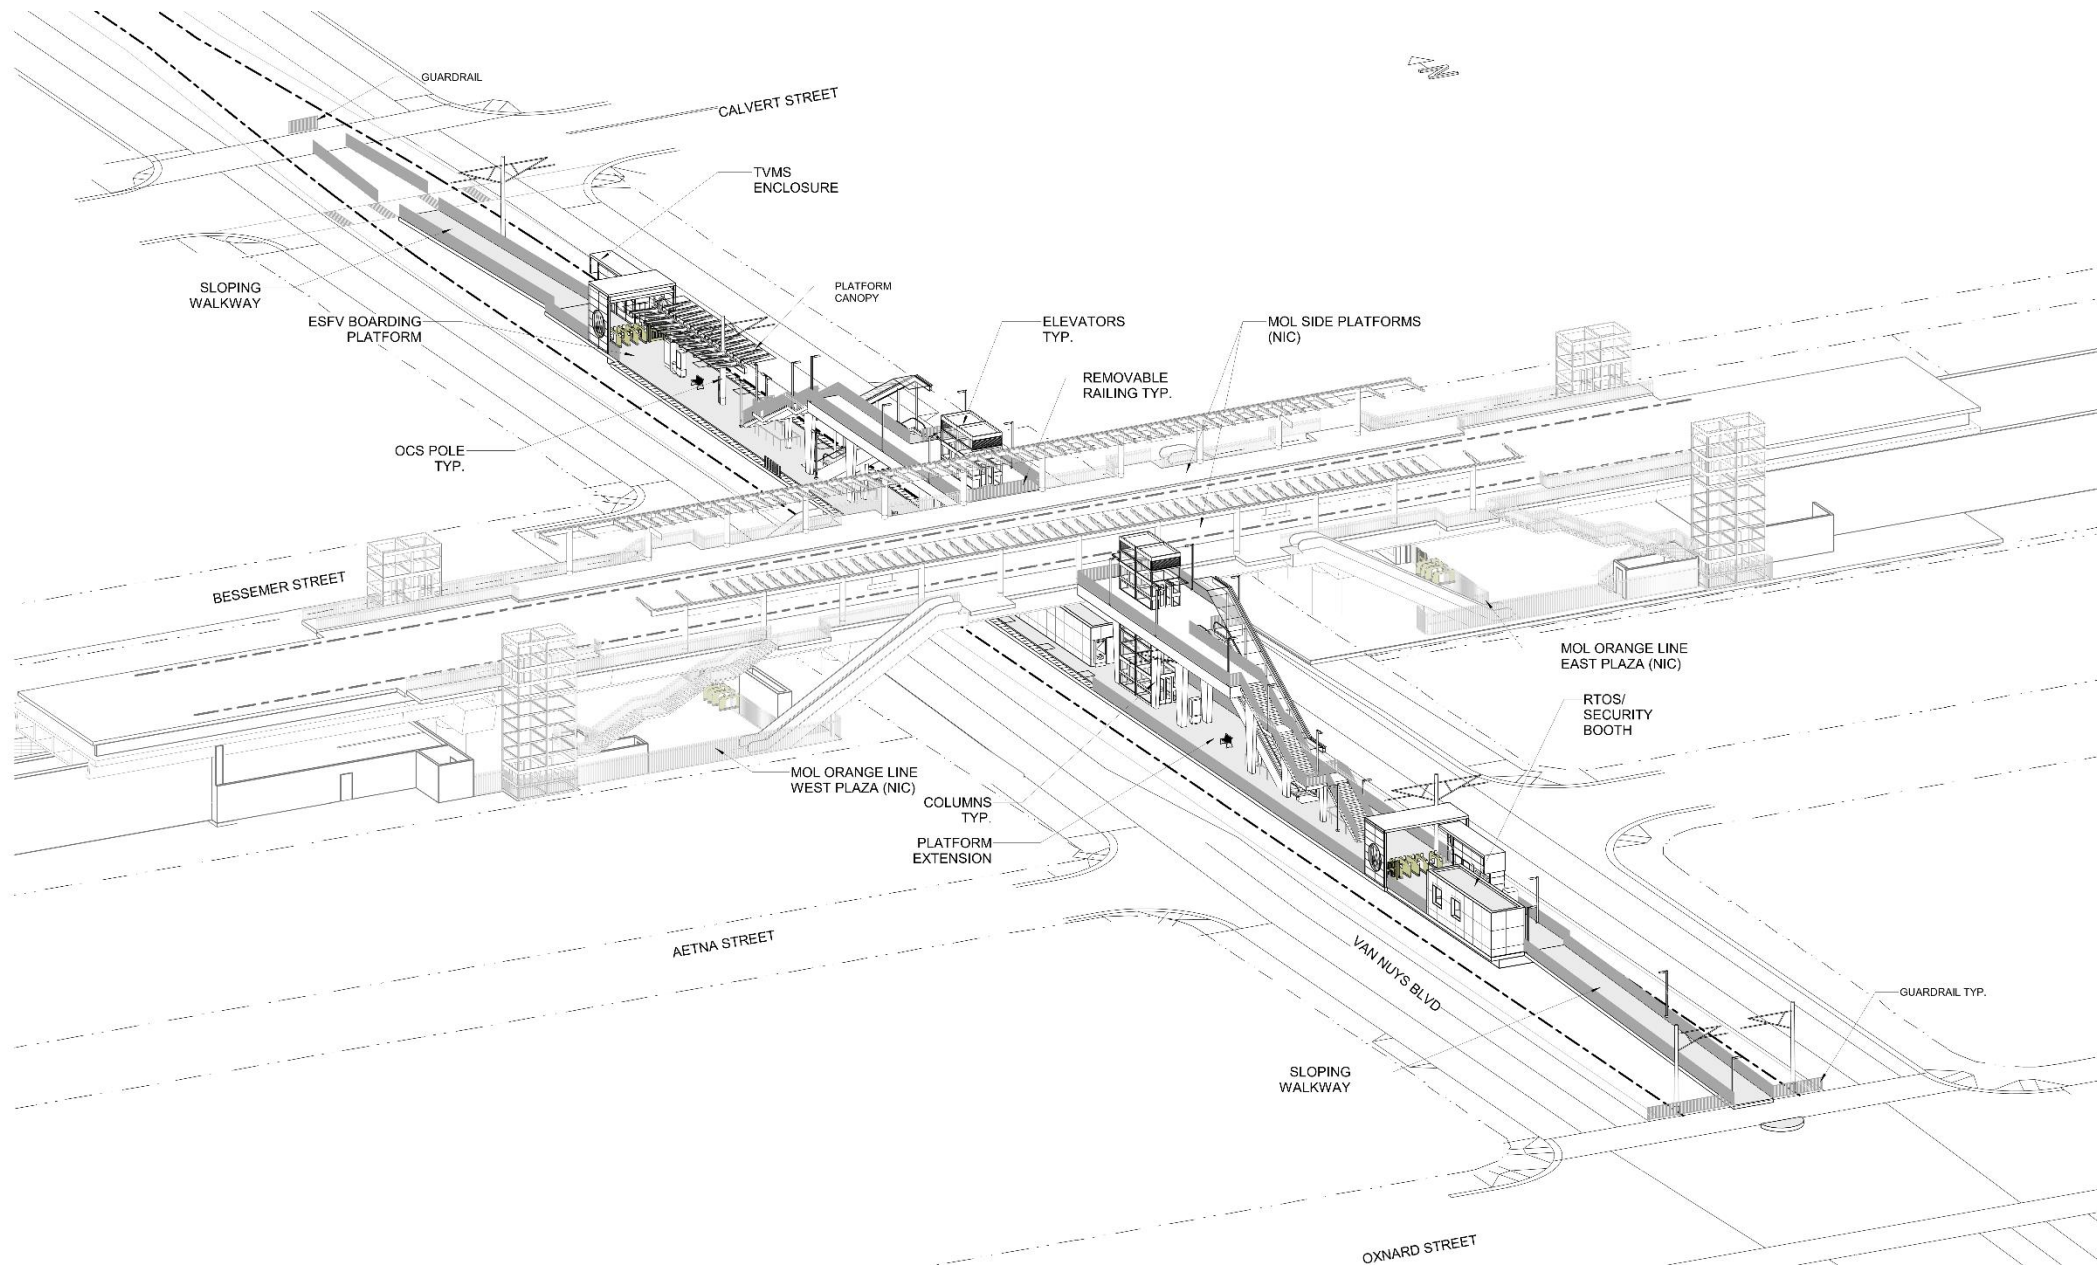 GUARDRAIL
CALVERT STREET
N
TVMS
ENCLOSURE
SLOPING
WALKWAY
PLATFORM
CANOPY
ESFV BOARDING
PLATFORM
ELEVATORS
TYP.
MOL SIDE PLATFORMS
(NIC)
REMOVABLE
RAILING TYP.
OCS POLE
TYP.
BESSEMER STREET
MOL ORANGE LINE
EAST PLAZA (NIC)
RTOS/
SECURITY
BOOTH
MOL ORANGE LINE
WEST PLAZA (NIC)
COLUMNS
TYP.
PLATFORM
EXTENSION
AETNA STREET
VAN NUYS BLVD
GUARDRAIL TYP.
SLOPING
WALKWAY
OXNARD STREET